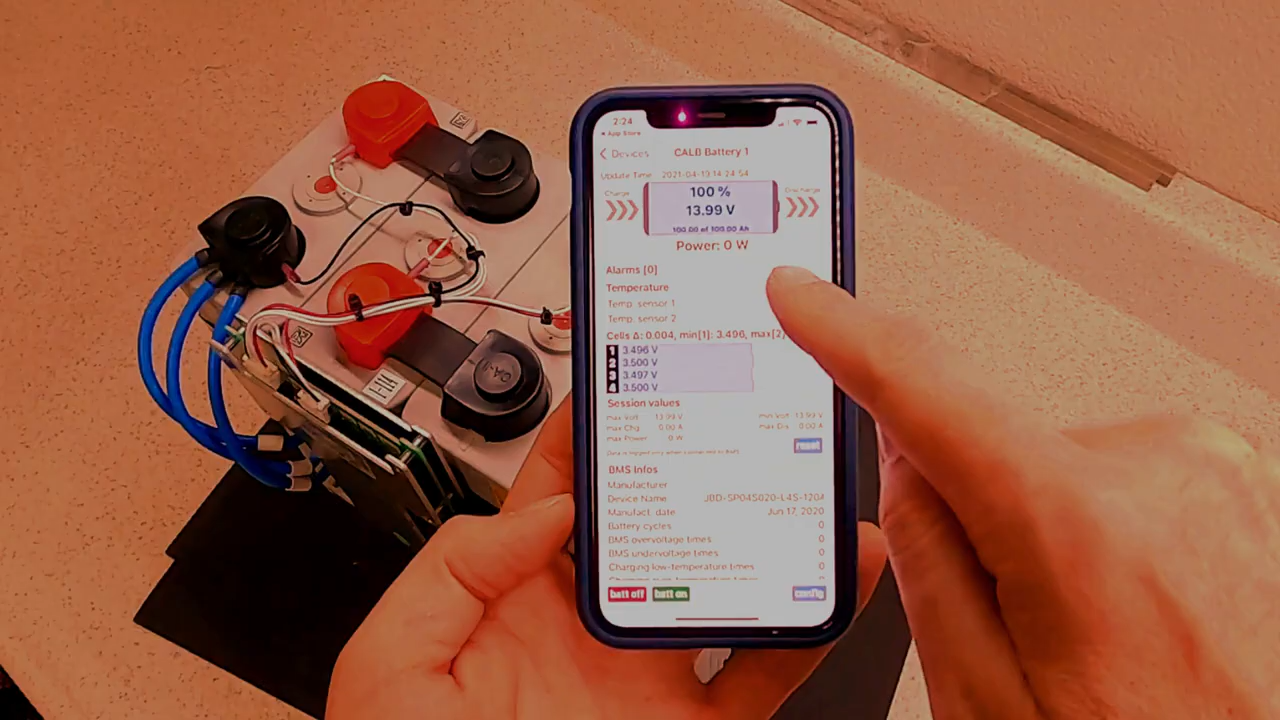 2:24
App Store
Devices
CALB Battery 1
Update Time 2021-04-13 14:24:54
Charge
100 %
Discharge
13.99 V
100.00 of 100.00 Ah
Power: 0 W
Alarms [0]
Temperature
Temp. sensor 1
Temp. sensor 2
Cells Δ: 0.004, min[1]: 3.496, max[2]
1 3.496 V
2 3.500 V
3 3.497 V
4 3.500 V
Session values
max Volt 13.99 V min Volt 13.99 V
max Chg 0.00 A max Dis 0.00 A
max Power 0 W
reset
BMS Infos
Manufacturer
Device Name JBD-SP04S020-L4S-120A
Manufact. date Jun 17, 2020
Battery cycles 0
BMS overvoltage times 0
BMS undervoltage times 0
Charging low-temperature times 0
batt off batt on config